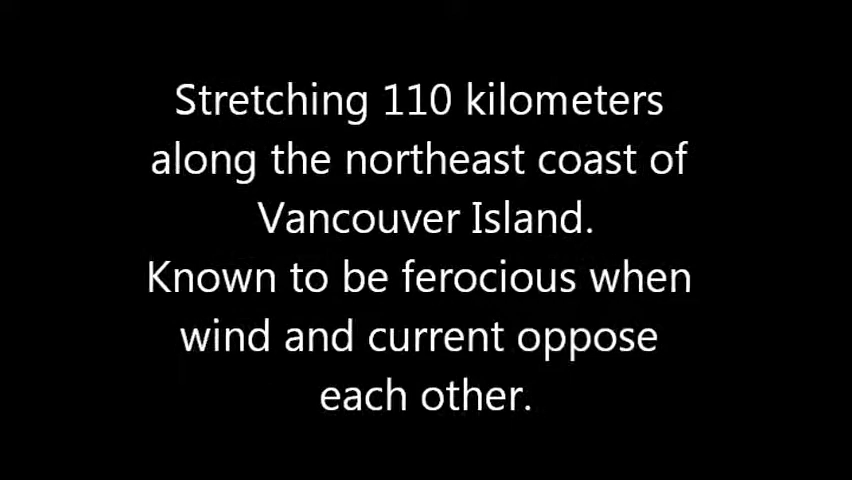 Stretching 110 kilometers
along the northeast coast of
Vancouver Island.
Known to be ferocious when
wind and current oppose
each other.